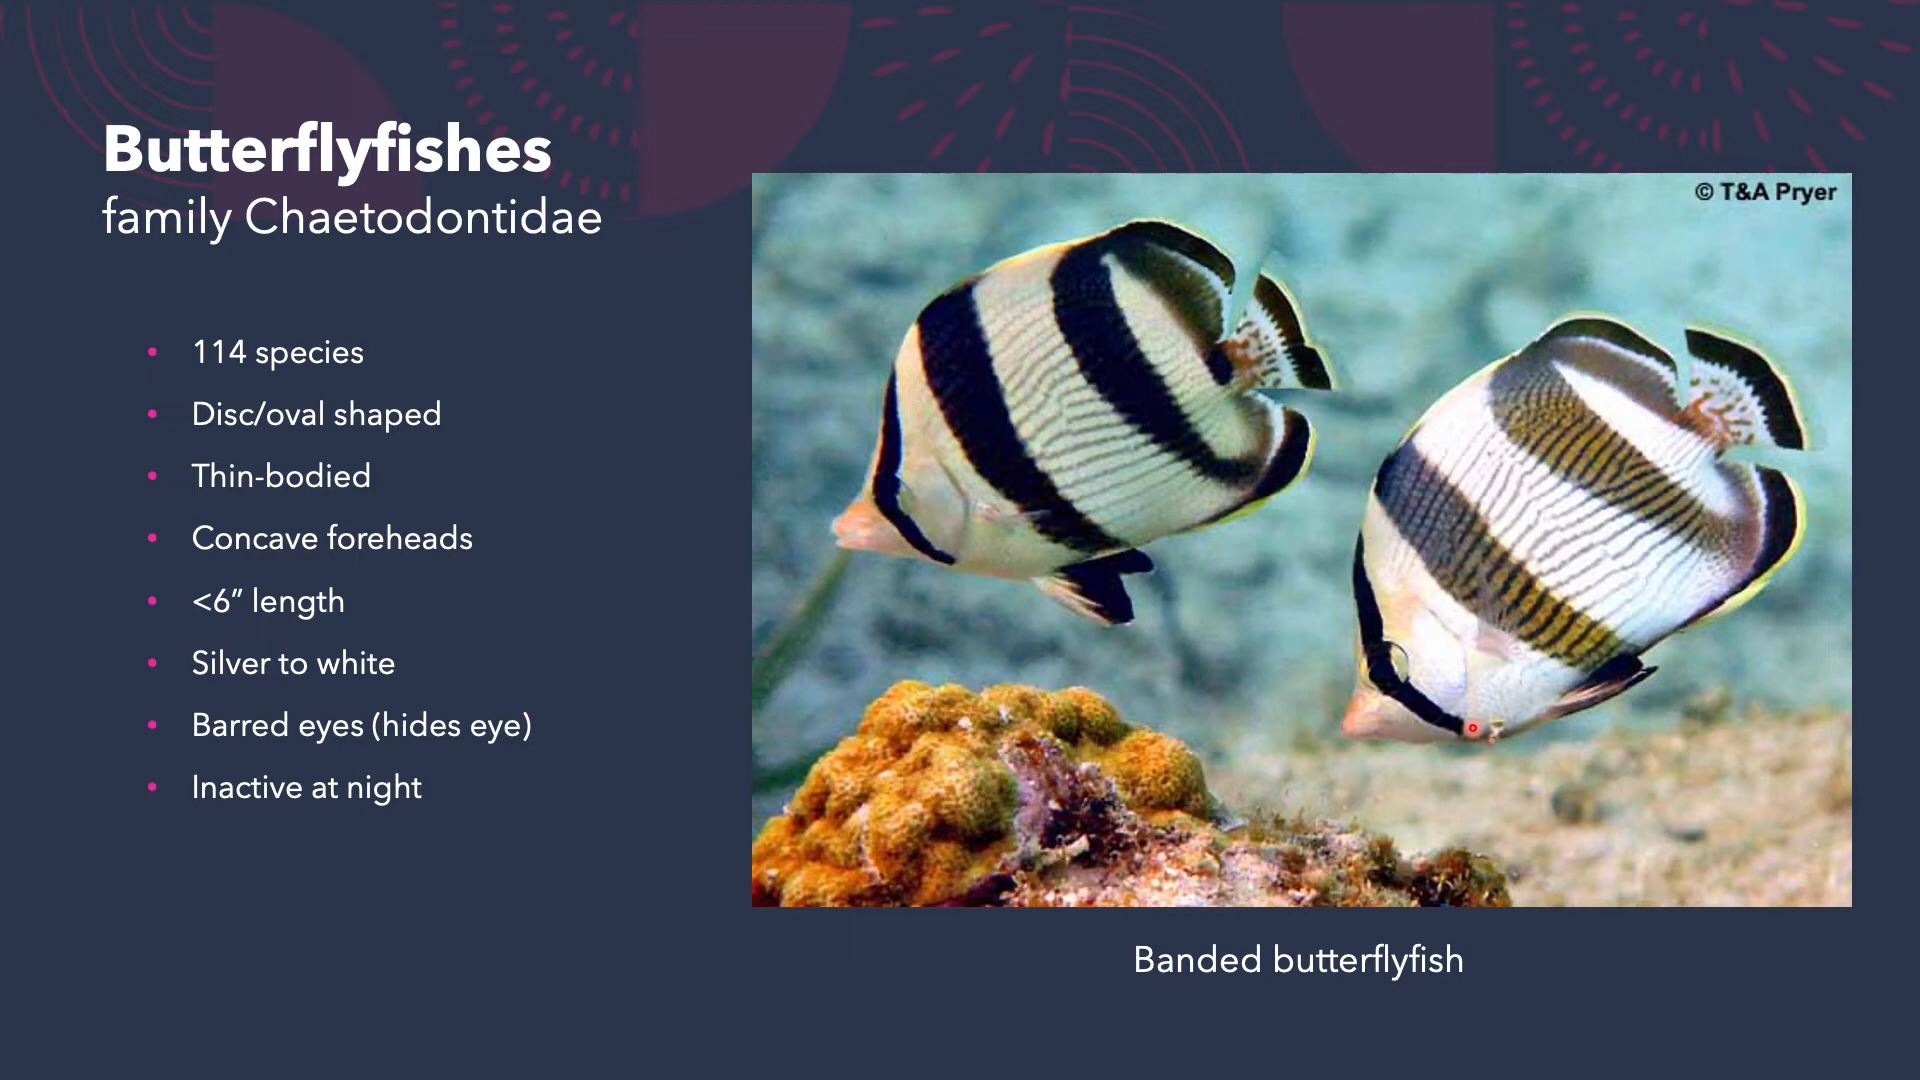 Butterflyfishes
family Chaetodontidae
114 species
Disc/oval shaped
Thin-bodied
Concave foreheads
<6” length
Silver to white
Barred eyes (hides eye)
Inactive at night
© T&A Pryer
Banded butterflyfish